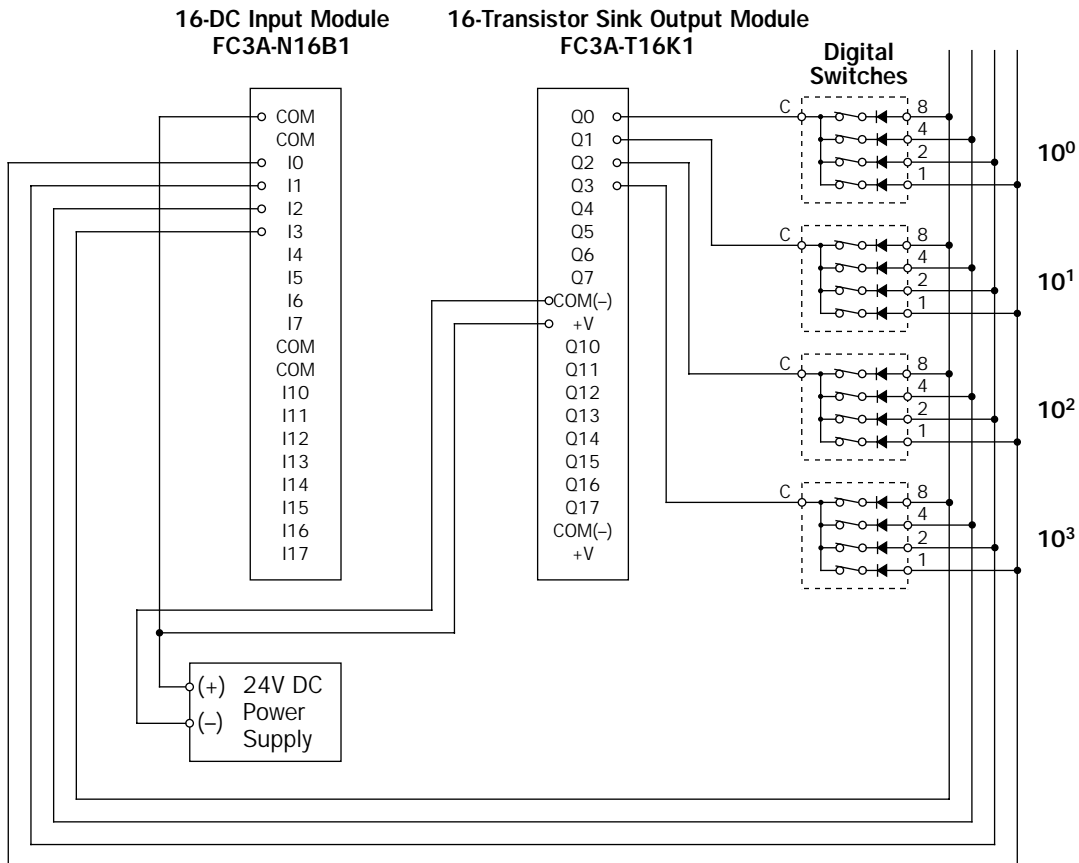 16-DC Input Module
FC3A-N16B1
COM
COM
I0
I1
I2
I3
I4
I5
I6
I7
COM
COM
I10
I11
I12
I13
I14
I15
I16
I17
16-Transistor Sink Output Module
FC3A-T16K1
Q0
Q1
Q2
Q3
Q4
Q5
Q6
Q7
COM(–)
+V
Q10
Q11
Q12
Q13
Q14
Q15
Q16
Q17
COM(–)
+V
Digital
Switches
C
8
4
2
1
10⁰
C
8
4
2
1
10¹
C
8
4
2
1
10²
C
8
4
2
1
10³
(+) 24V DC
Power
(–) Supply